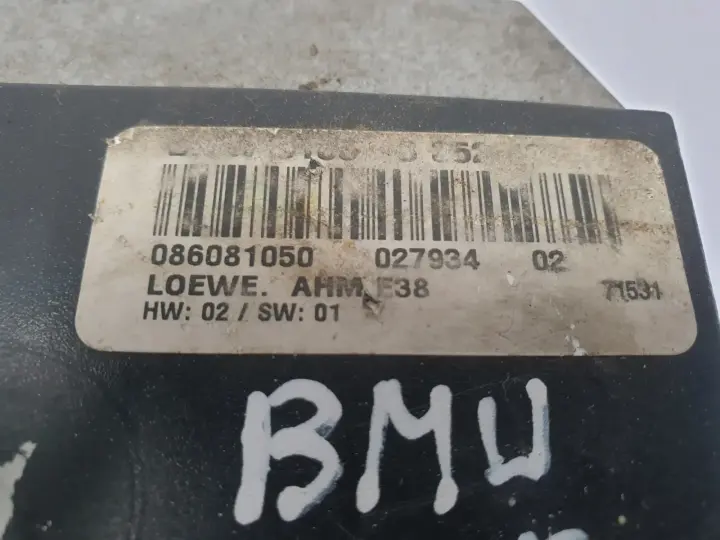 086081050 027934 02
LOEWE. AHM E38 71531
HW: 02 / SW: 01
BMW